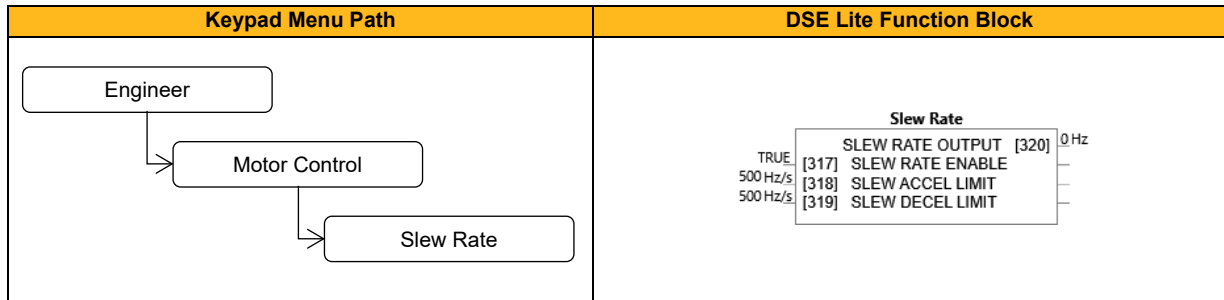 Keypad Menu Path
DSE Lite Function Block
Engineer
Motor Control
Slew Rate
Slew Rate
SLEW RATE OUTPUT [320] 0 Hz
TRUE [317] SLEW RATE ENABLE
500 Hz/s [318] SLEW ACCEL LIMIT
500 Hz/s [319] SLEW DECEL LIMIT